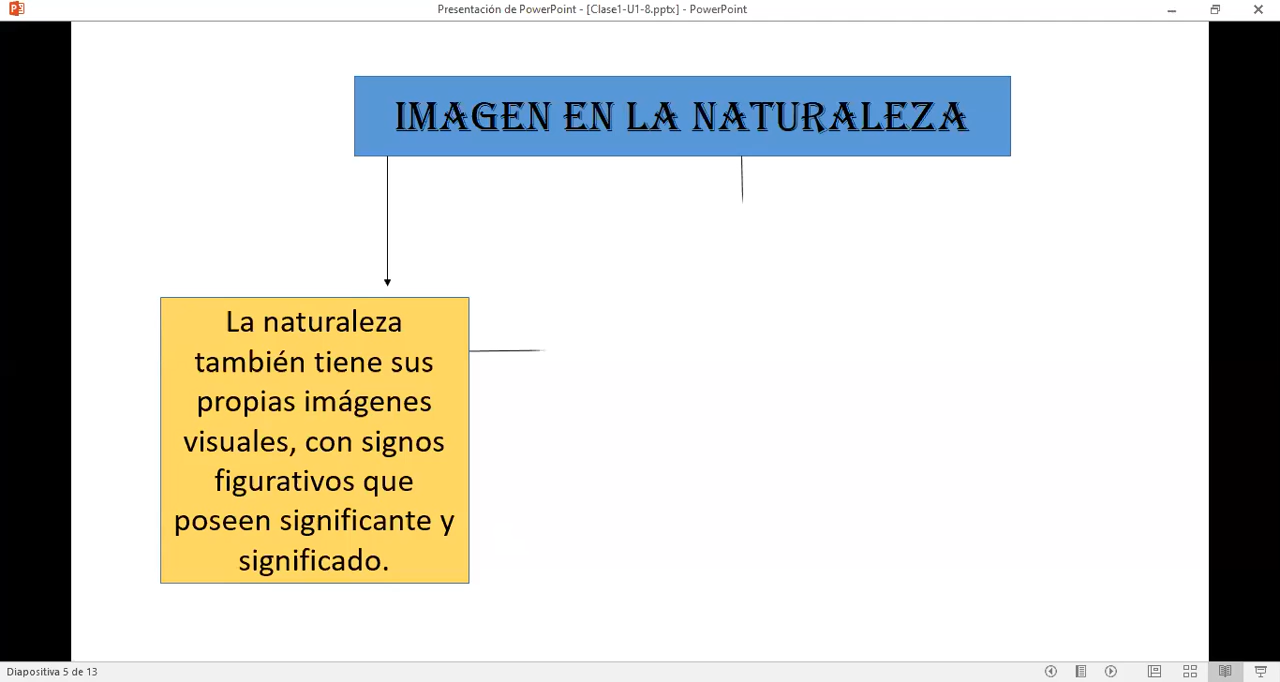 Presentación de PowerPoint - [Clase1-U1-8.pptx] - PowerPoint
IMAGEN EN LA NATURALEZA
La naturaleza
también tiene sus
propias imágenes
visuales, con signos
figurativos que
poseen significante y
significado.
Diapositiva 5 de 13